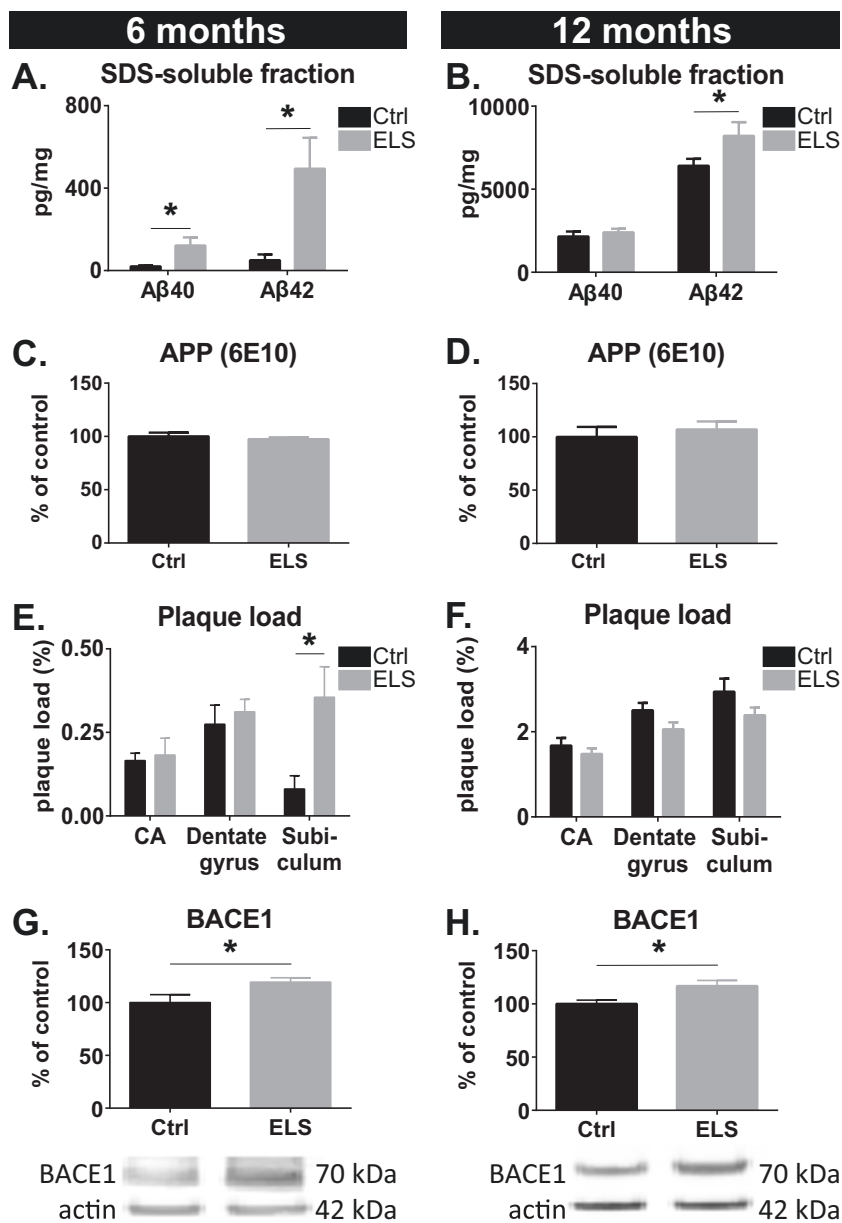 6 months
12 months
A.
SDS-soluble fraction
800
400
0
pg/mg
*
*
Ctrl
ELS
Aβ40
Aβ42
B.
SDS-soluble fraction
10000
5000
0
pg/mg
*
Ctrl
ELS
Aβ40
Aβ42
C.
APP (6E10)
150
100
50
0
% of control
Ctrl
ELS
D.
APP (6E10)
150
100
50
0
% of control
Ctrl
ELS
E.
Plaque load
0.50
0.25
0.00
plaque load (%)
*
Ctrl
ELS
CA
Dentate
gyrus
Subi-
culum
F.
Plaque load
4
2
0
plaque load (%)
Ctrl
ELS
CA
Dentate
gyrus
Subi-
culum
G.
BACE1
150
100
50
0
% of control
*
Ctrl
ELS
BACE1
70 kDa
actin
42 kDa
H.
BACE1
150
100
50
0
% of control
*
Ctrl
ELS
BACE1
70 kDa
actin
42 kDa